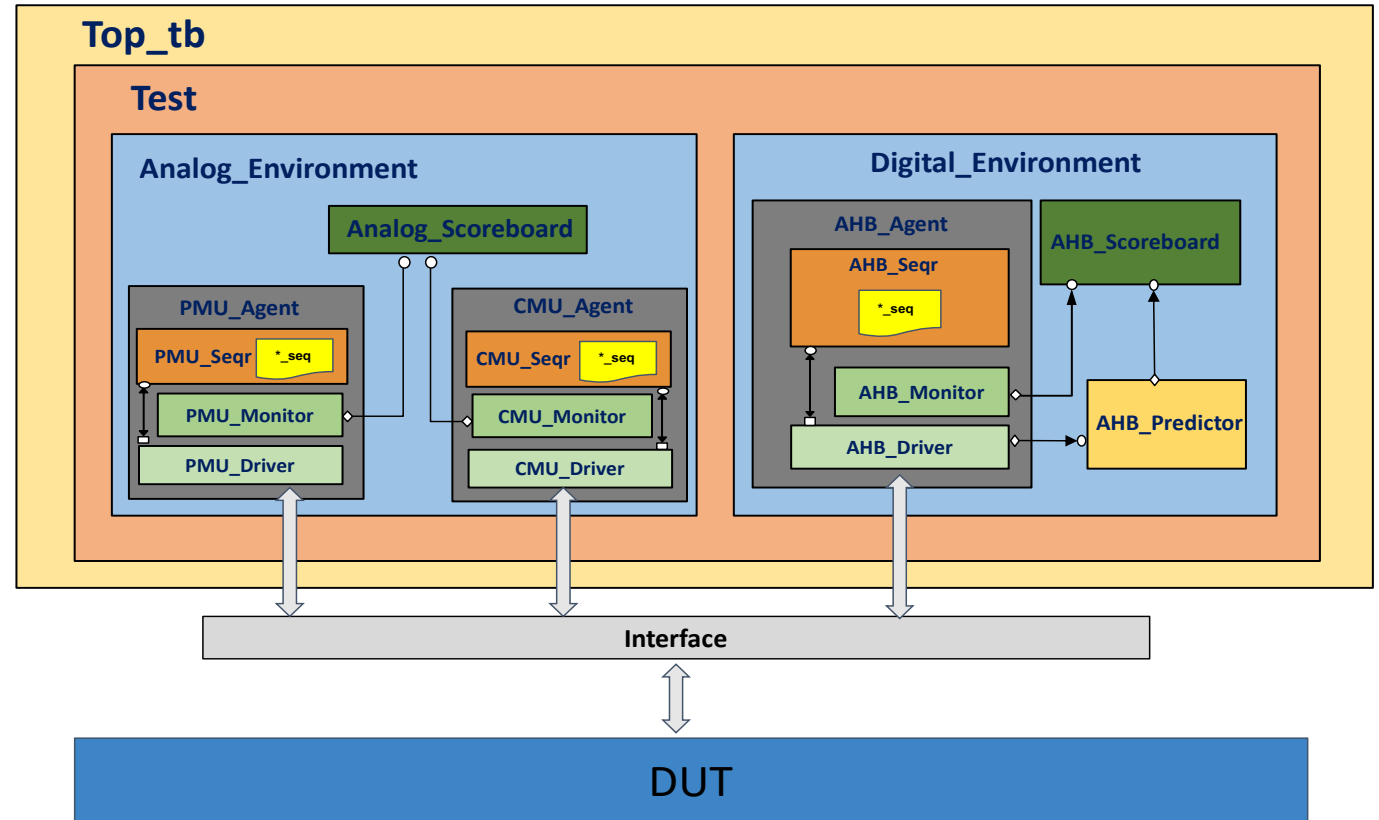 Top_tb
Test
Analog_Environment
Analog_Scoreboard
PMU_Agent
PMU_Seqr
*_seq
PMU_Monitor
PMU_Driver
CMU_Agent
CMU_Seqr
*_seq
CMU_Monitor
CMU_Driver
Digital_Environment
AHB_Agent
AHB_Seqr
*_seq
AHB_Monitor
AHB_Driver
AHB_Scoreboard
AHB_Predictor
Interface
DUT